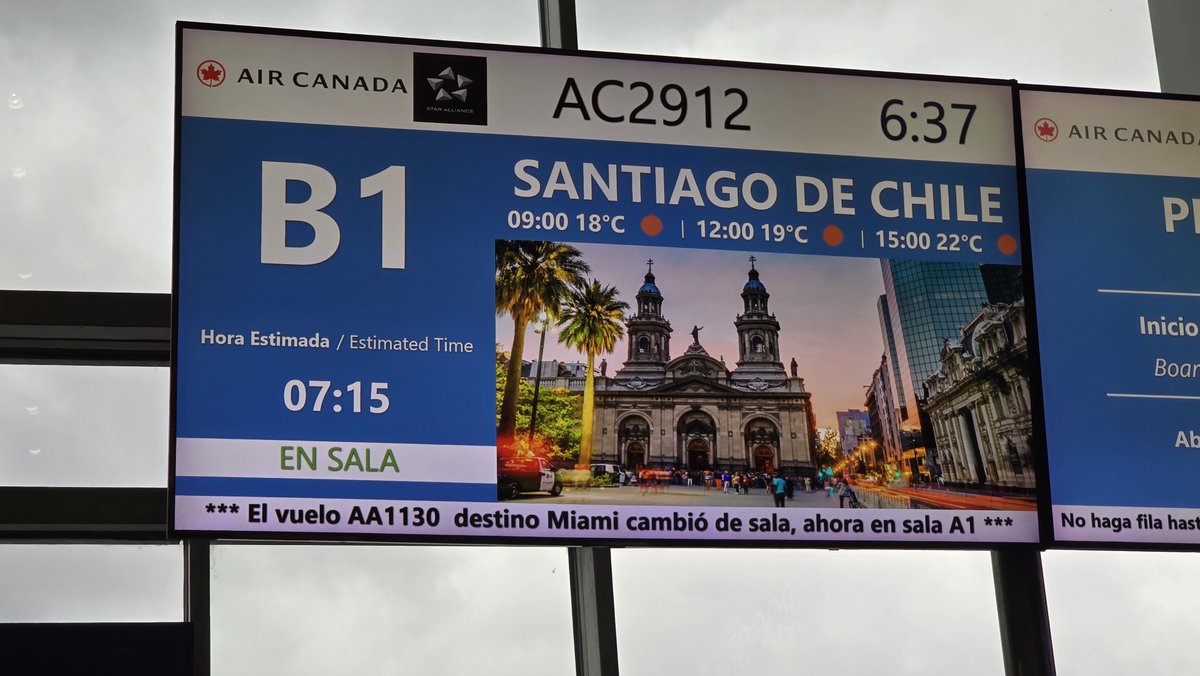 AIR CANADA STAR ALLIANCE AC2912 6:37
B1
SANTIAGO DE CHILE
09:00 18°C | 12:00 19°C | 15:00 22°C
Hora Estimada / Estimated Time
07:15
EN SALA
*** El vuelo AA1130 destino Miami cambió de sala, ahora en sala A1 ***
AIR CANADA
Inicio
No haga fila